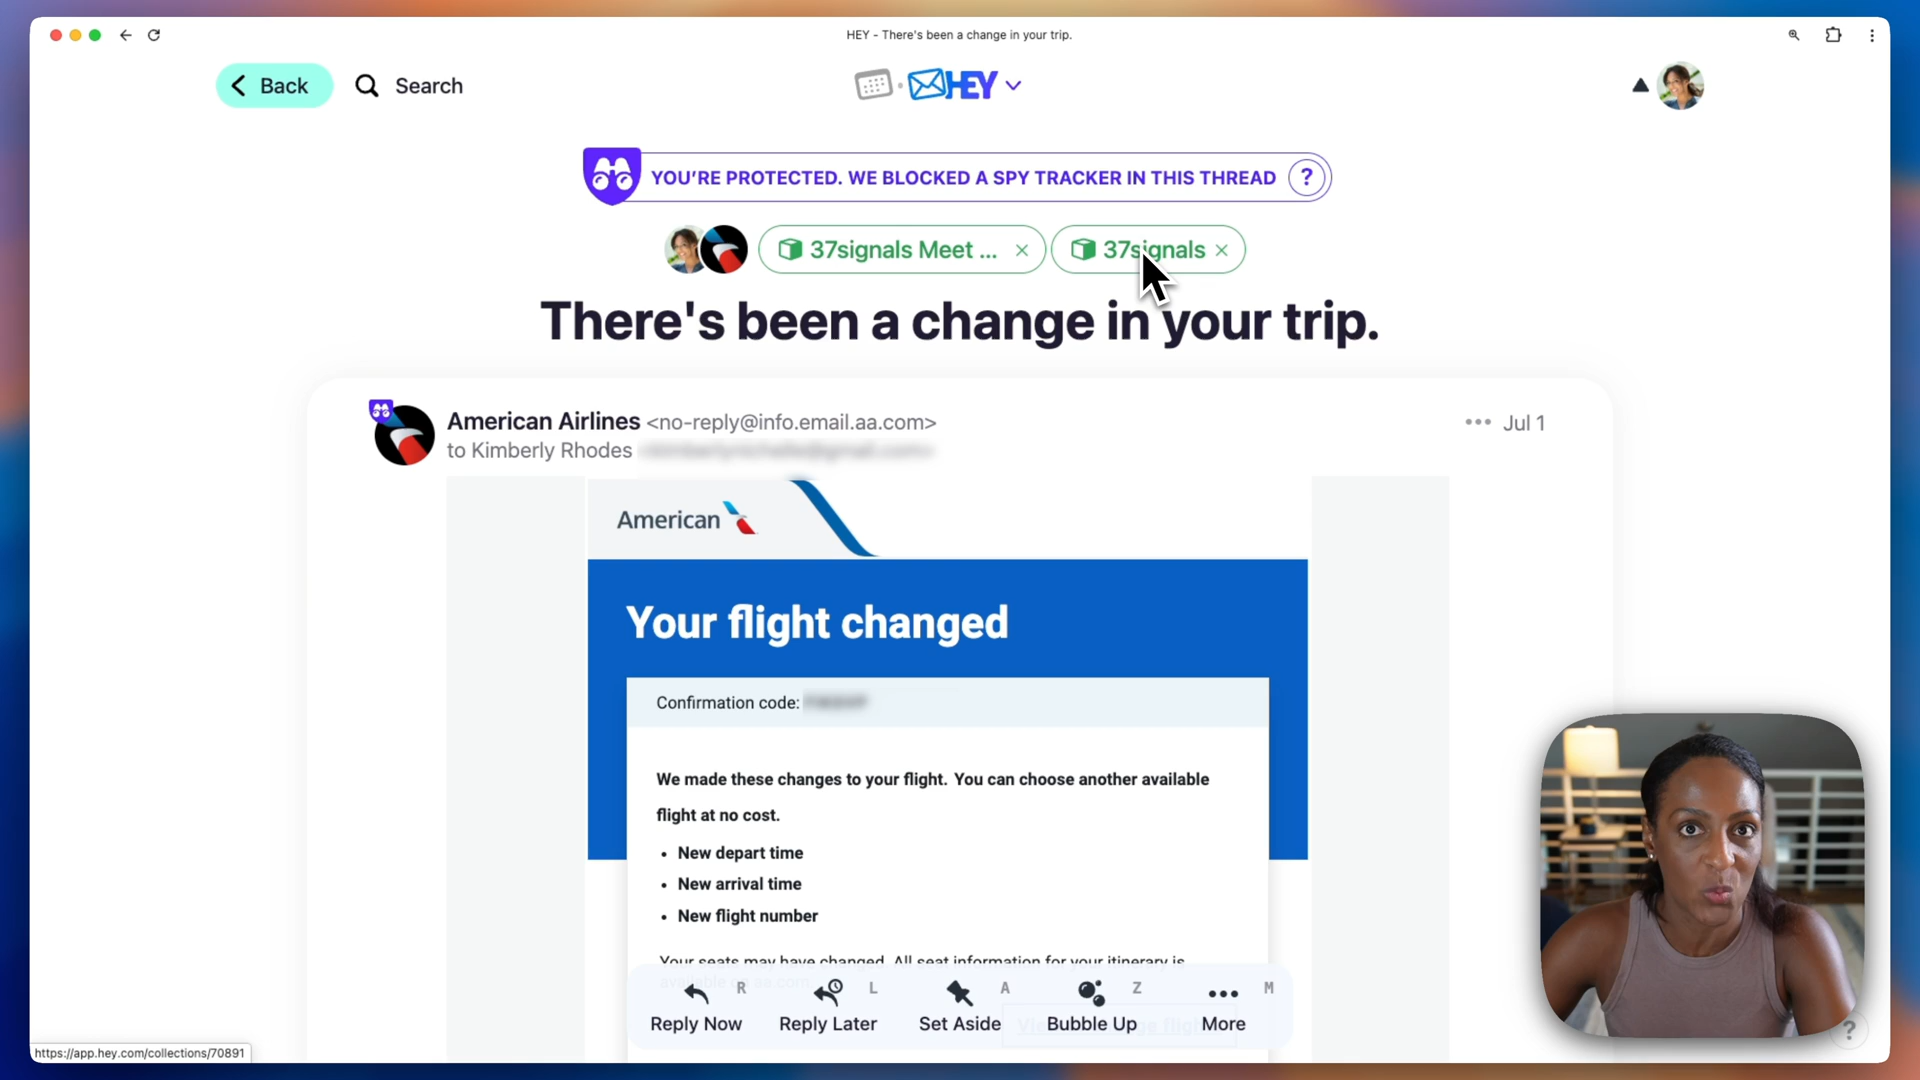 HEY - There's been a change in your trip.
Back
Search
HEY
YOU'RE PROTECTED. WE BLOCKED A SPY TRACKER IN THIS THREAD
?
37signals Meet ...
37signals
There's been a change in your trip.
American Airlines <no-reply@info.email.aa.com>
Jul 1
to Kimberly Rhodes
American
Your flight changed
Confirmation code:
We made these changes to your flight. You can choose another available
flight at no cost.
• New depart time
• New arrival time
• New flight number
Your seats may have changed. All seat information for your itinerary is
R
L
A
Z
M
Reply Now
Reply Later
Set Aside
Bubble Up
More
?
https://app.hey.com/collections/70891